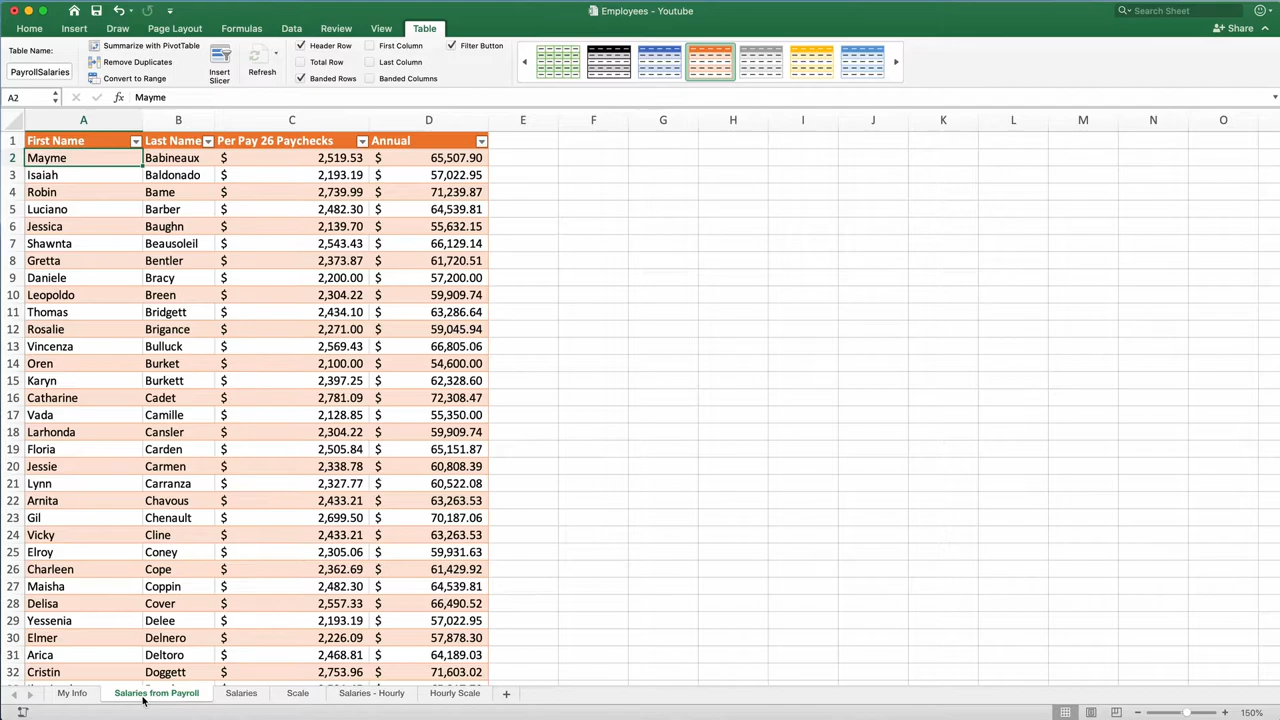 Employees - Youtube
Search Sheet
Home Insert Draw Page Layout Formulas Data Review View Table
Share
Table Name:
PayrollSalaries
Summarize with PivotTable
Remove Duplicates
Convert to Range
Insert Slicer
Refresh
Header Row First Column Filter Button
Total Row Last Column
Banded Rows Banded Columns
A2 fx Mayme
A B C D E F G H I J K L M N O
1 First Name Last Name Per Pay 26 Paychecks Annual
2 Mayme Babineaux $ 2,519.53 $ 65,507.90
3 Isaiah Baldonado $ 2,193.19 $ 57,022.95
4 Robin Bame $ 2,739.99 $ 71,239.87
5 Luciano Barber $ 2,482.30 $ 64,539.81
6 Jessica Baughn $ 2,139.70 $ 55,632.15
7 Shawnta Beausoleil $ 2,543.43 $ 66,129.14
8 Gretta Bentler $ 2,373.87 $ 61,720.51
9 Daniele Bracy $ 2,200.00 $ 57,200.00
10 Leopoldo Breen $ 2,304.22 $ 59,909.74
11 Thomas Bridgett $ 2,434.10 $ 63,286.64
12 Rosalie Brigance $ 2,271.00 $ 59,045.94
13 Vincenza Bulluck $ 2,569.43 $ 66,805.06
14 Oren Burket $ 2,100.00 $ 54,600.00
15 Karyn Burkett $ 2,397.25 $ 62,328.60
16 Catharine Cadet $ 2,781.09 $ 72,308.47
17 Vada Camille $ 2,128.85 $ 55,350.00
18 Larhonda Cansler $ 2,304.22 $ 59,909.74
19 Floria Carden $ 2,505.84 $ 65,151.87
20 Jessie Carmen $ 2,338.78 $ 60,808.39
21 Lynn Carranza $ 2,327.77 $ 60,522.08
22 Arnita Chavous $ 2,433.21 $ 63,263.53
23 Gil Chenault $ 2,699.50 $ 70,187.06
24 Vicky Cline $ 2,433.21 $ 63,263.53
25 Elroy Coney $ 2,305.06 $ 59,931.63
26 Charleen Cope $ 2,362.69 $ 61,429.92
27 Maisha Coppin $ 2,482.30 $ 64,539.81
28 Delisa Cover $ 2,557.33 $ 66,490.52
29 Yessenia Delee $ 2,193.19 $ 57,022.95
30 Elmer Delnero $ 2,226.09 $ 57,878.30
31 Arica Deltoro $ 2,468.81 $ 64,189.03
32 Cristin Doggett $ 2,753.96 $ 71,603.02
My Info Salaries from Payroll Salaries Scale Salaries - Hourly Hourly Scale
150%